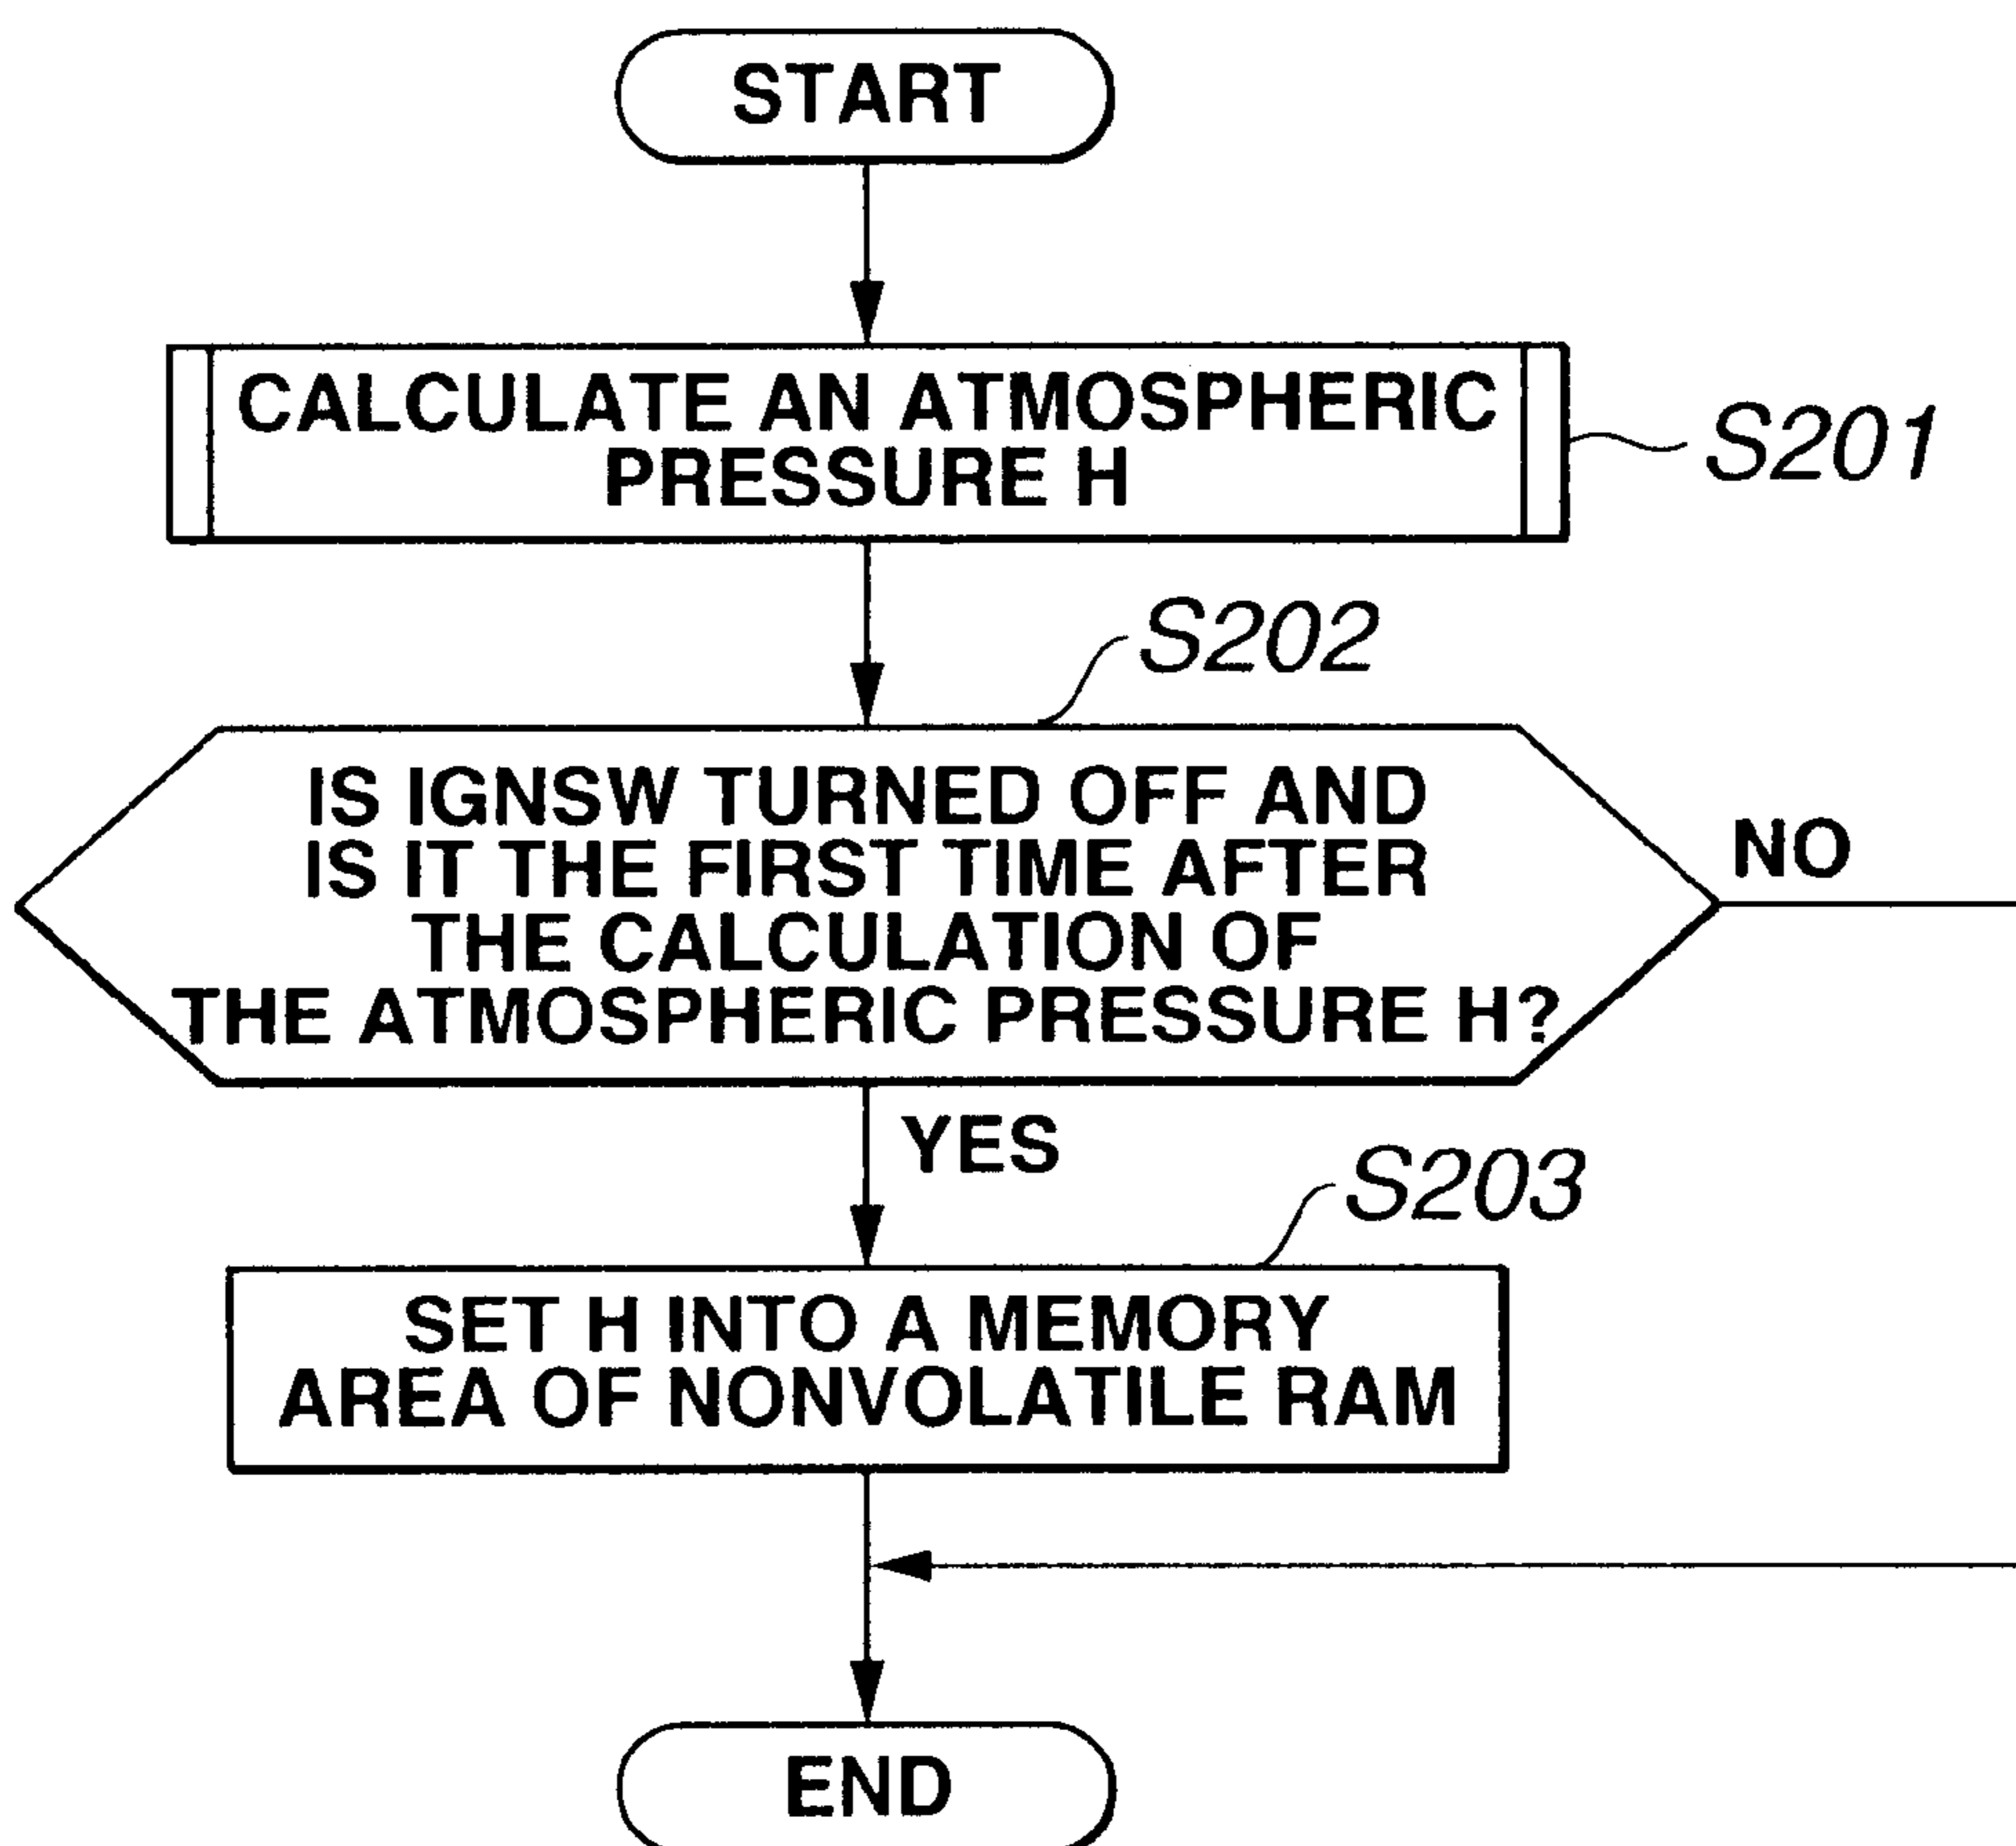 START
CALCULATE AN ATMOSPHERIC
PRESSURE H
S201
S202
IS IGNSW TURNED OFF AND
IS IT THE FIRST TIME AFTER
THE CALCULATION OF
THE ATMOSPHERIC PRESSURE H?
NO
YES
S203
SET H INTO A MEMORY
AREA OF NONVOLATILE RAM
END